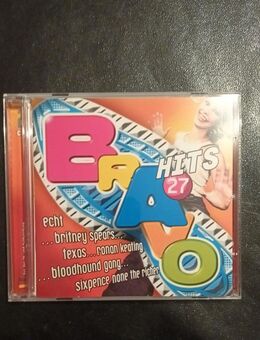 BRAVO
HITS
27
echt
...britney spears...
texas...ronan keating
...bloodhound gang...
sixpence none the richer